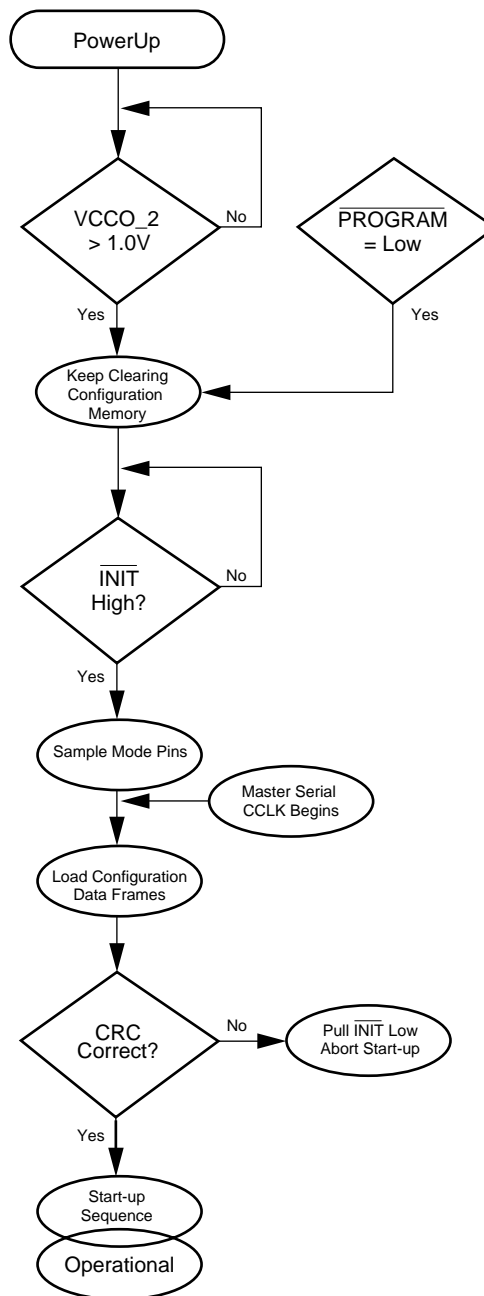 PowerUp
VCCO_2
> 1.0V
No
Yes
PROGRAM
= Low
Yes
Keep Clearing
Configuration
Memory
INIT
High?
No
Yes
Sample Mode Pins
Master Serial
CCLK Begins
Load Configuration
Data Frames
CRC
Correct?
No
Pull INIT Low
Abort Start-up
Yes
Start-up
Sequence
Operational